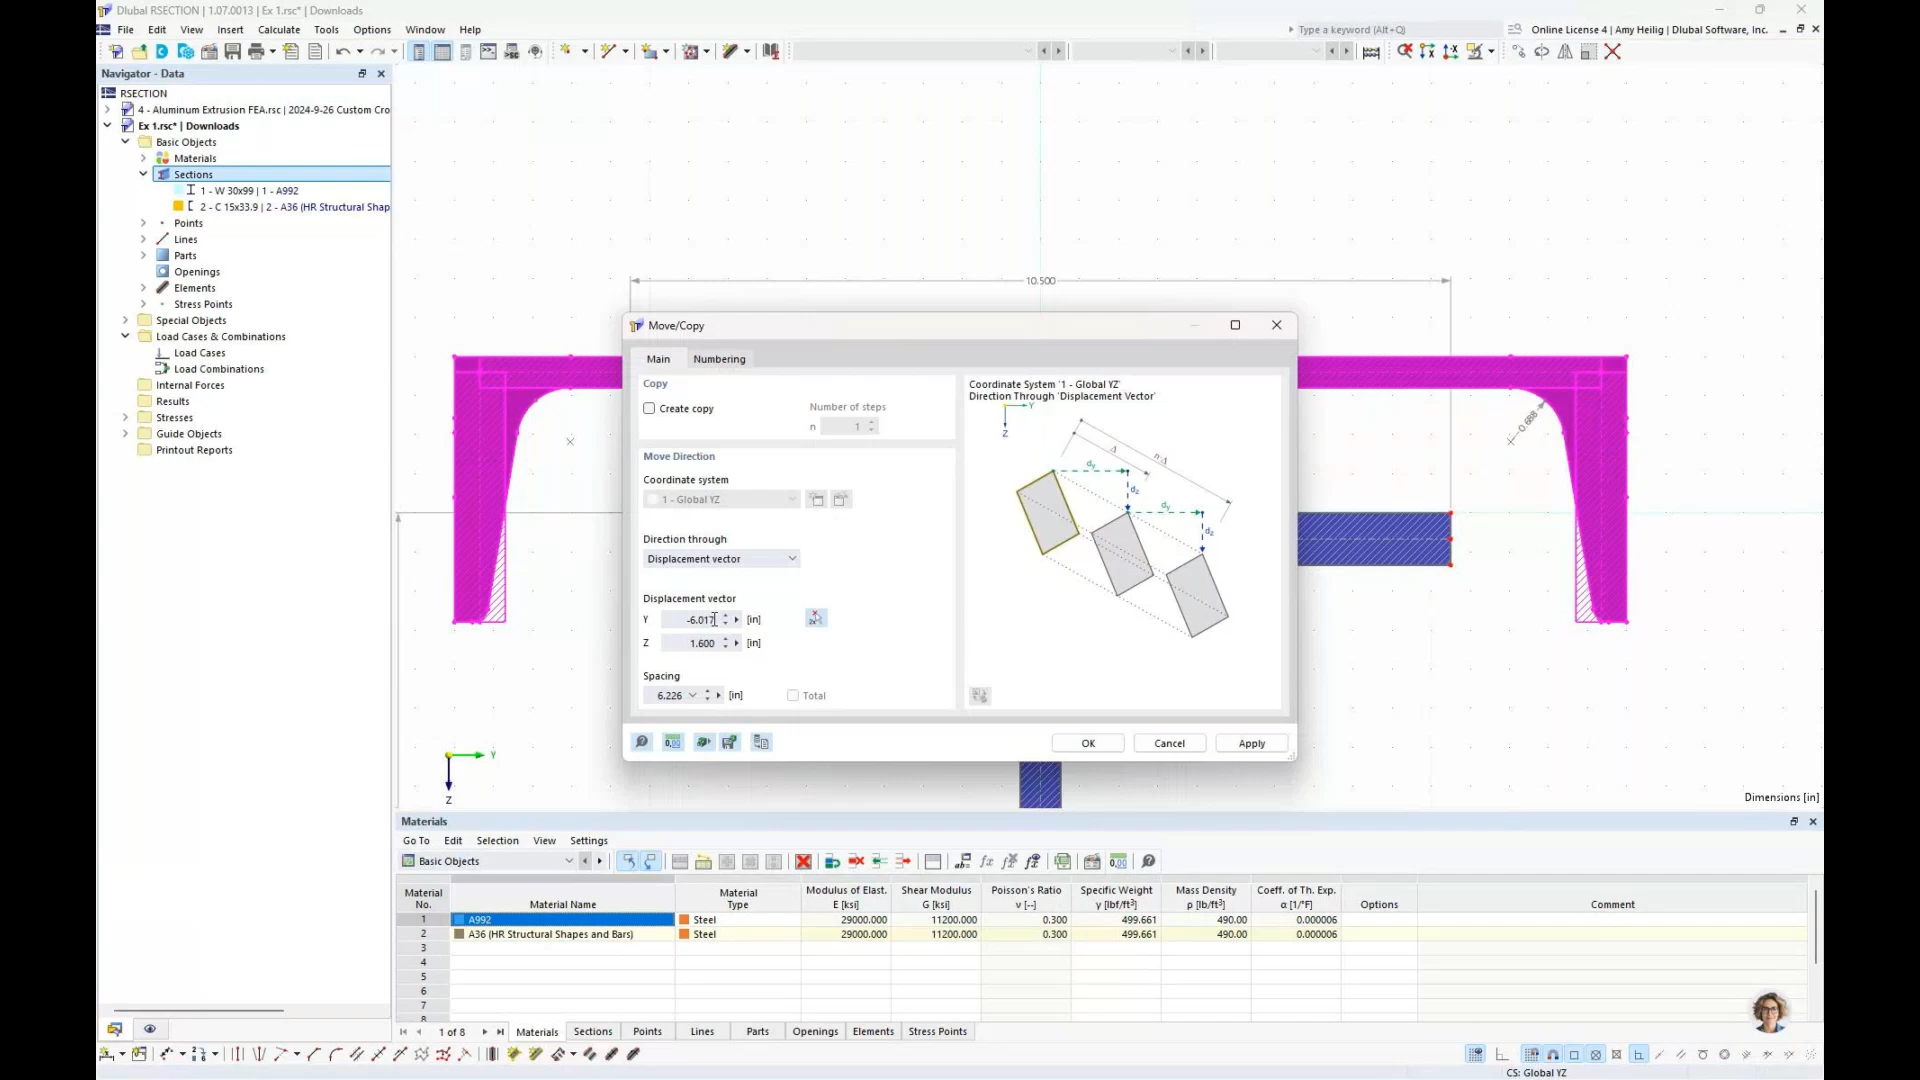 Dlubal RSECTION | 1.07.0013 | Ex 1.rsc* | Downloads
File Edit View Insert Calculate Tools Options Window Help
Type a keyword (Alt+Q)
Online License 4 | Amy Heilig | Dlubal Software, Inc.
Navigator - Data
RSECTION
4 - Aluminum Extrusion FEA.rsc | 2024-9-26 Custom Cro
Ex 1.rsc* | Downloads
Basic Objects
Materials
Sections
1 - W 30x99 | 1 - A992
2 - C 15x33.9 | 2 - A36 (HR Structural Shap
Points
Lines
Parts
Openings
Elements
Stress Points
Special Objects
Load Cases & Combinations
Load Cases
Load Combinations
Internal Forces
Results
Stresses
Guide Objects
Printout Reports
10.500
0.688
Y
Z
Dimensions [in]
Move/Copy
Main Numbering
Copy
Create copy
Number of steps
n 1
Move Direction
Coordinate system
1 - Global YZ
Direction through
Displacement vector
Displacement vector
Y -6.017 [in]
Z 1.600 [in]
Spacing
6.226 [in]
Total
Coordinate System '1 - Global YZ'
Direction Through 'Displacement Vector'
Y
Z
Δ
n·Δ
dy
dz
dy
dz
OK Cancel Apply
Materials
Go To Edit Selection View Settings
Basic Objects
Material No. Material Name Material Type Modulus of Elast. E [ksi] Shear Modulus G [ksi] Poisson's Ratio ν [--] Specific Weight γ [lbf/ft³] Mass Density ρ [lb/ft³] Coeff. of Th. Exp. α [1/°F] Options Comment
1 A992 Steel 29000.000 11200.000 0.300 499.661 490.00 0.000006
2 A36 (HR Structural Shapes and Bars) Steel 29000.000 11200.000 0.300 499.661 490.00 0.000006
3
4
5
6
7
8
1 of 8 Materials Sections Points Lines Parts Openings Elements Stress Points
CS: Global YZ